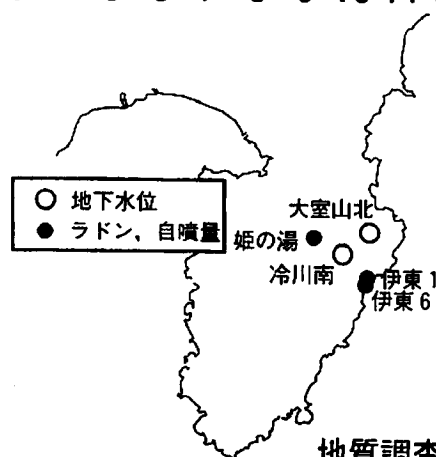 ○ 地下水位
● ラドン, 自噴量
大室山北
姫の湯
冷川南
伊東1
伊東6
地質調査